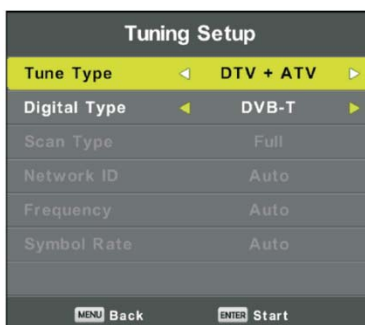 Tuning Setup
Tune Type DTV + ATV
Digital Type DVB-T
Scan Type Full
Network ID Auto
Frequency Auto
Symbol Rate Auto
MENU Back ENTER Start